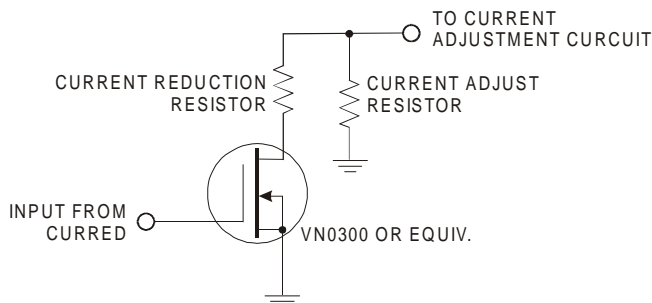 TO CURRENT
ADJUSTMENT CURCUIT
CURRENT REDUCTION
RESISTOR
CURRENT ADJUST
RESISTOR
INPUT FROM
CURRED
VN0300 OR EQUIV.